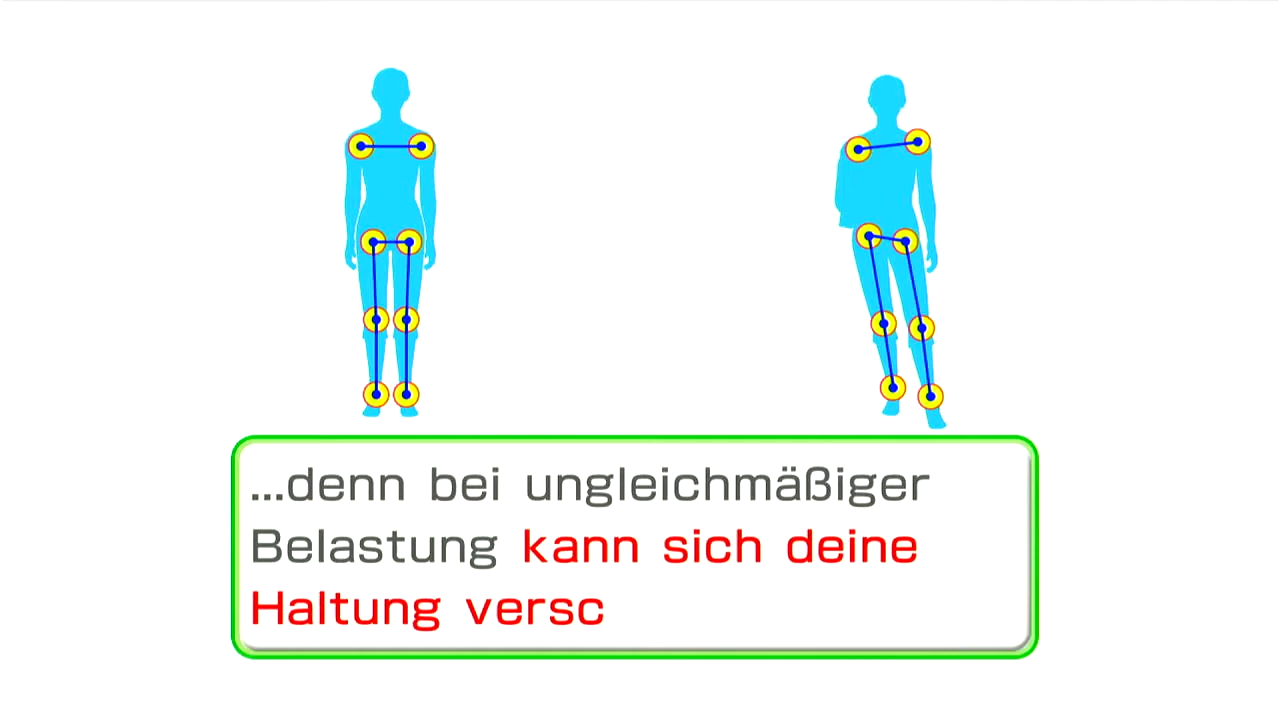 ...denn bei ungleichmäßiger
Belastung kann sich deine
Haltung versc